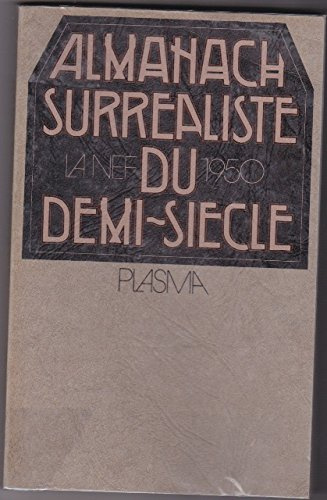 ALMANACH
SURREALISTE
LA NEF DU 1950
DEMI-SIECLE
PLASMA